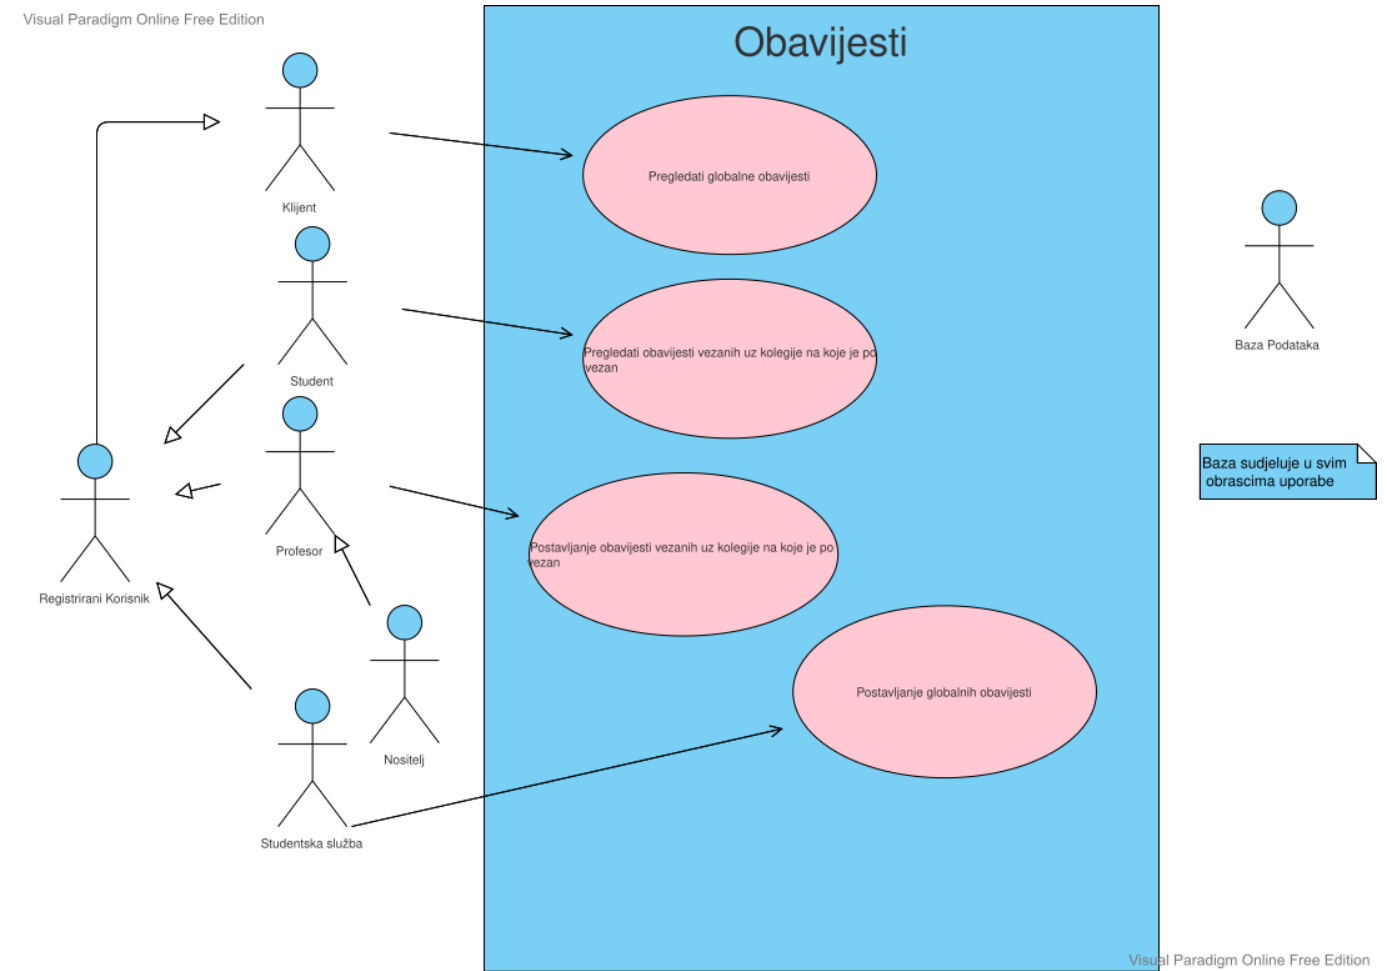 Visual Paradigm Online Free Edition
Obavijesti
Pregledati globalne obavijesti
Klijent
Pregledati obavijesti vezanih uz kolegije na koje je po
vezan
Student
Baza Podataka
Baza sudjeluje u svim
obrascima uporabe
Profesor
Postavljanje obavijesti vezanih uz kolegije na koje je po
vezan
Registrirani Korisnik
Postavljanje globalnih obavijesti
Nositelj
Studentska služba
Visual Paradigm Online Free Edition